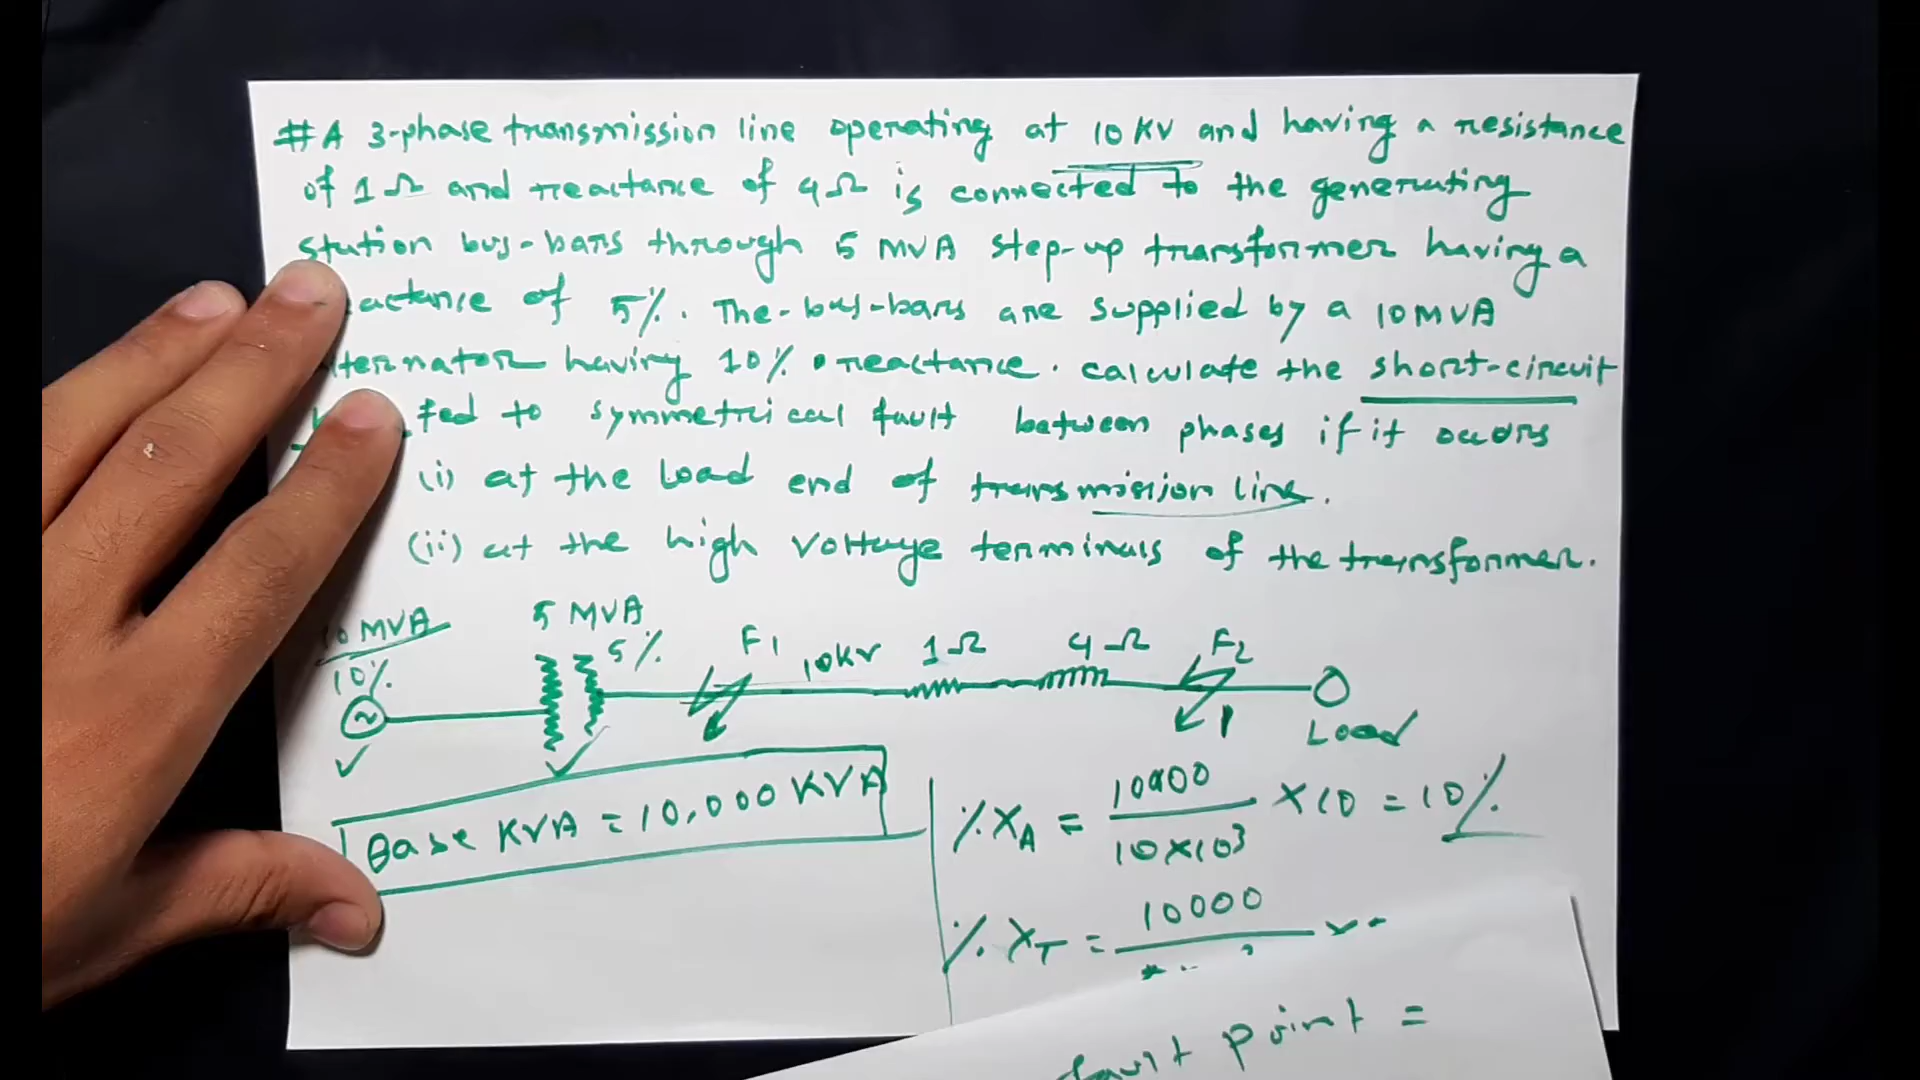 #A 3-phase transmission line operating at 10 KV and having a resistance
of 1Ω and reactance of 4Ω is connected to the generating
station bus-bars through 5 MVA step-up transformer having a
actance of 5%. The-bus-bars are supplied by a 10MVA
ternator having 10% reactance. calculate the short-circuit
fed to symmetrical fault between phases if it occurs
(i) at the load end of transmission line.
(ii) at the high voltage terminals of the transformer.
10 MVA 5 MVA
10% 5% F1 10KV 1Ω 4Ω F2
~ Load
Base KVA = 10,000 KVA
%XA = 10000 / 10×10³ ×10 = 10%
%XT = 10000
fault point =